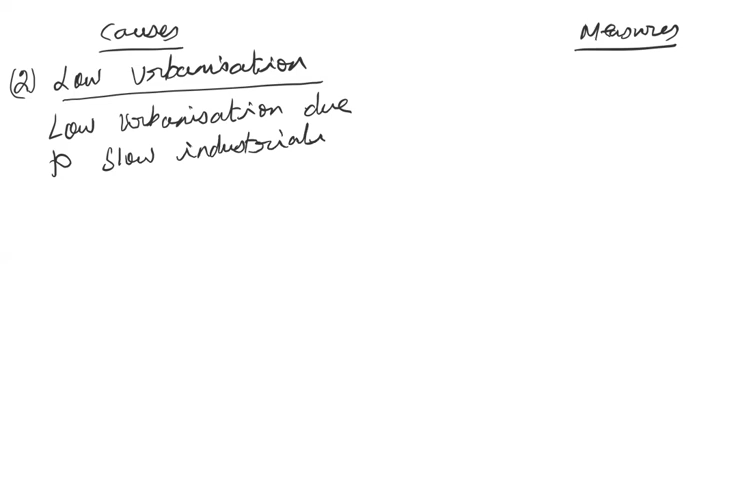 Causes
Measures
(2) Low Urbanisation
Low Urbanisation due
to slow industriali